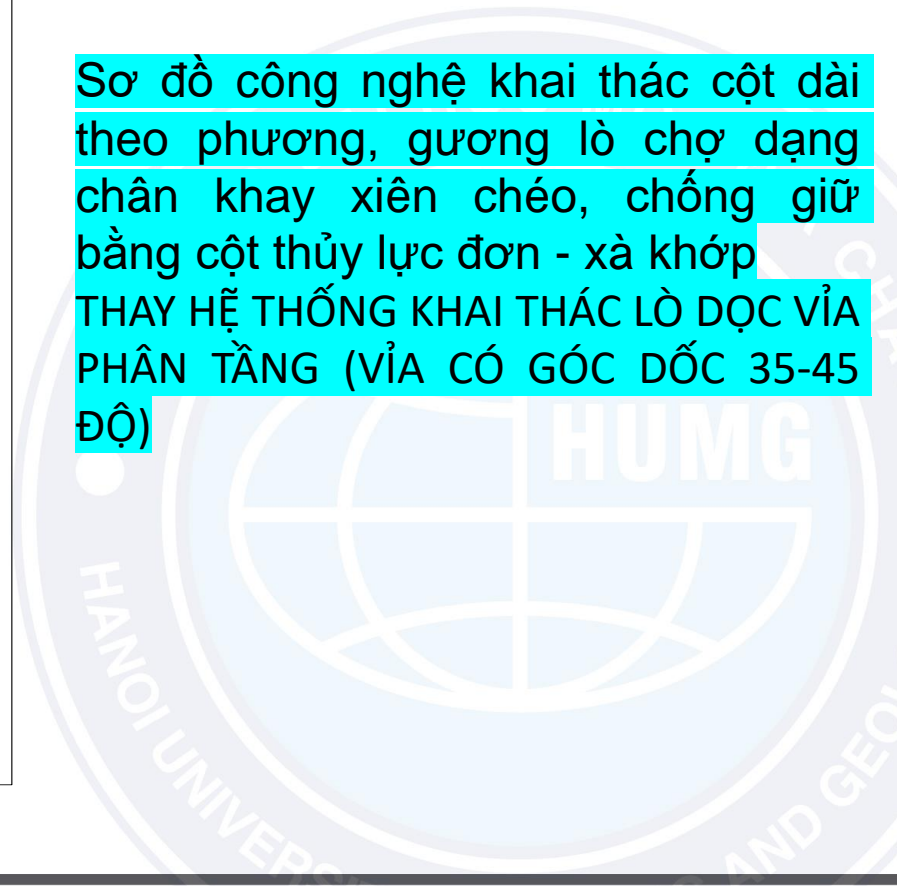 Sơ đồ công nghệ khai thác cột dài
theo phương, gương lò chợ dạng
chân khay xiên chéo, chống giữ
bằng cột thủy lực đơn - xà khớp
THAY HỆ THỐNG KHAI THÁC LÒ DỌC VỈA
PHÂN TẦNG (VỈA CÓ GÓC DỐC 35-45
ĐỘ)
HUMG
HANOI UNIVERS
AND GEOL
CHẤ